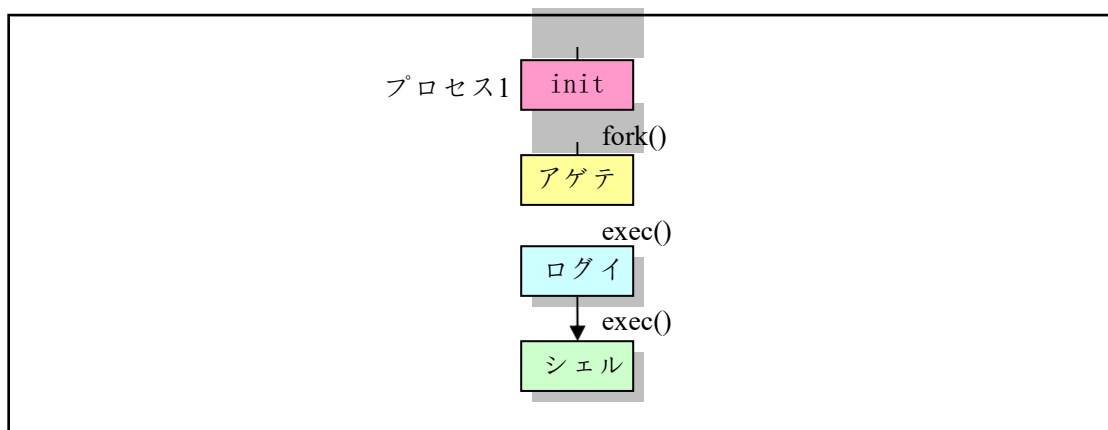 プロセス1 init
fork()
アゲテ
exec()
ログイ
exec()
シェル